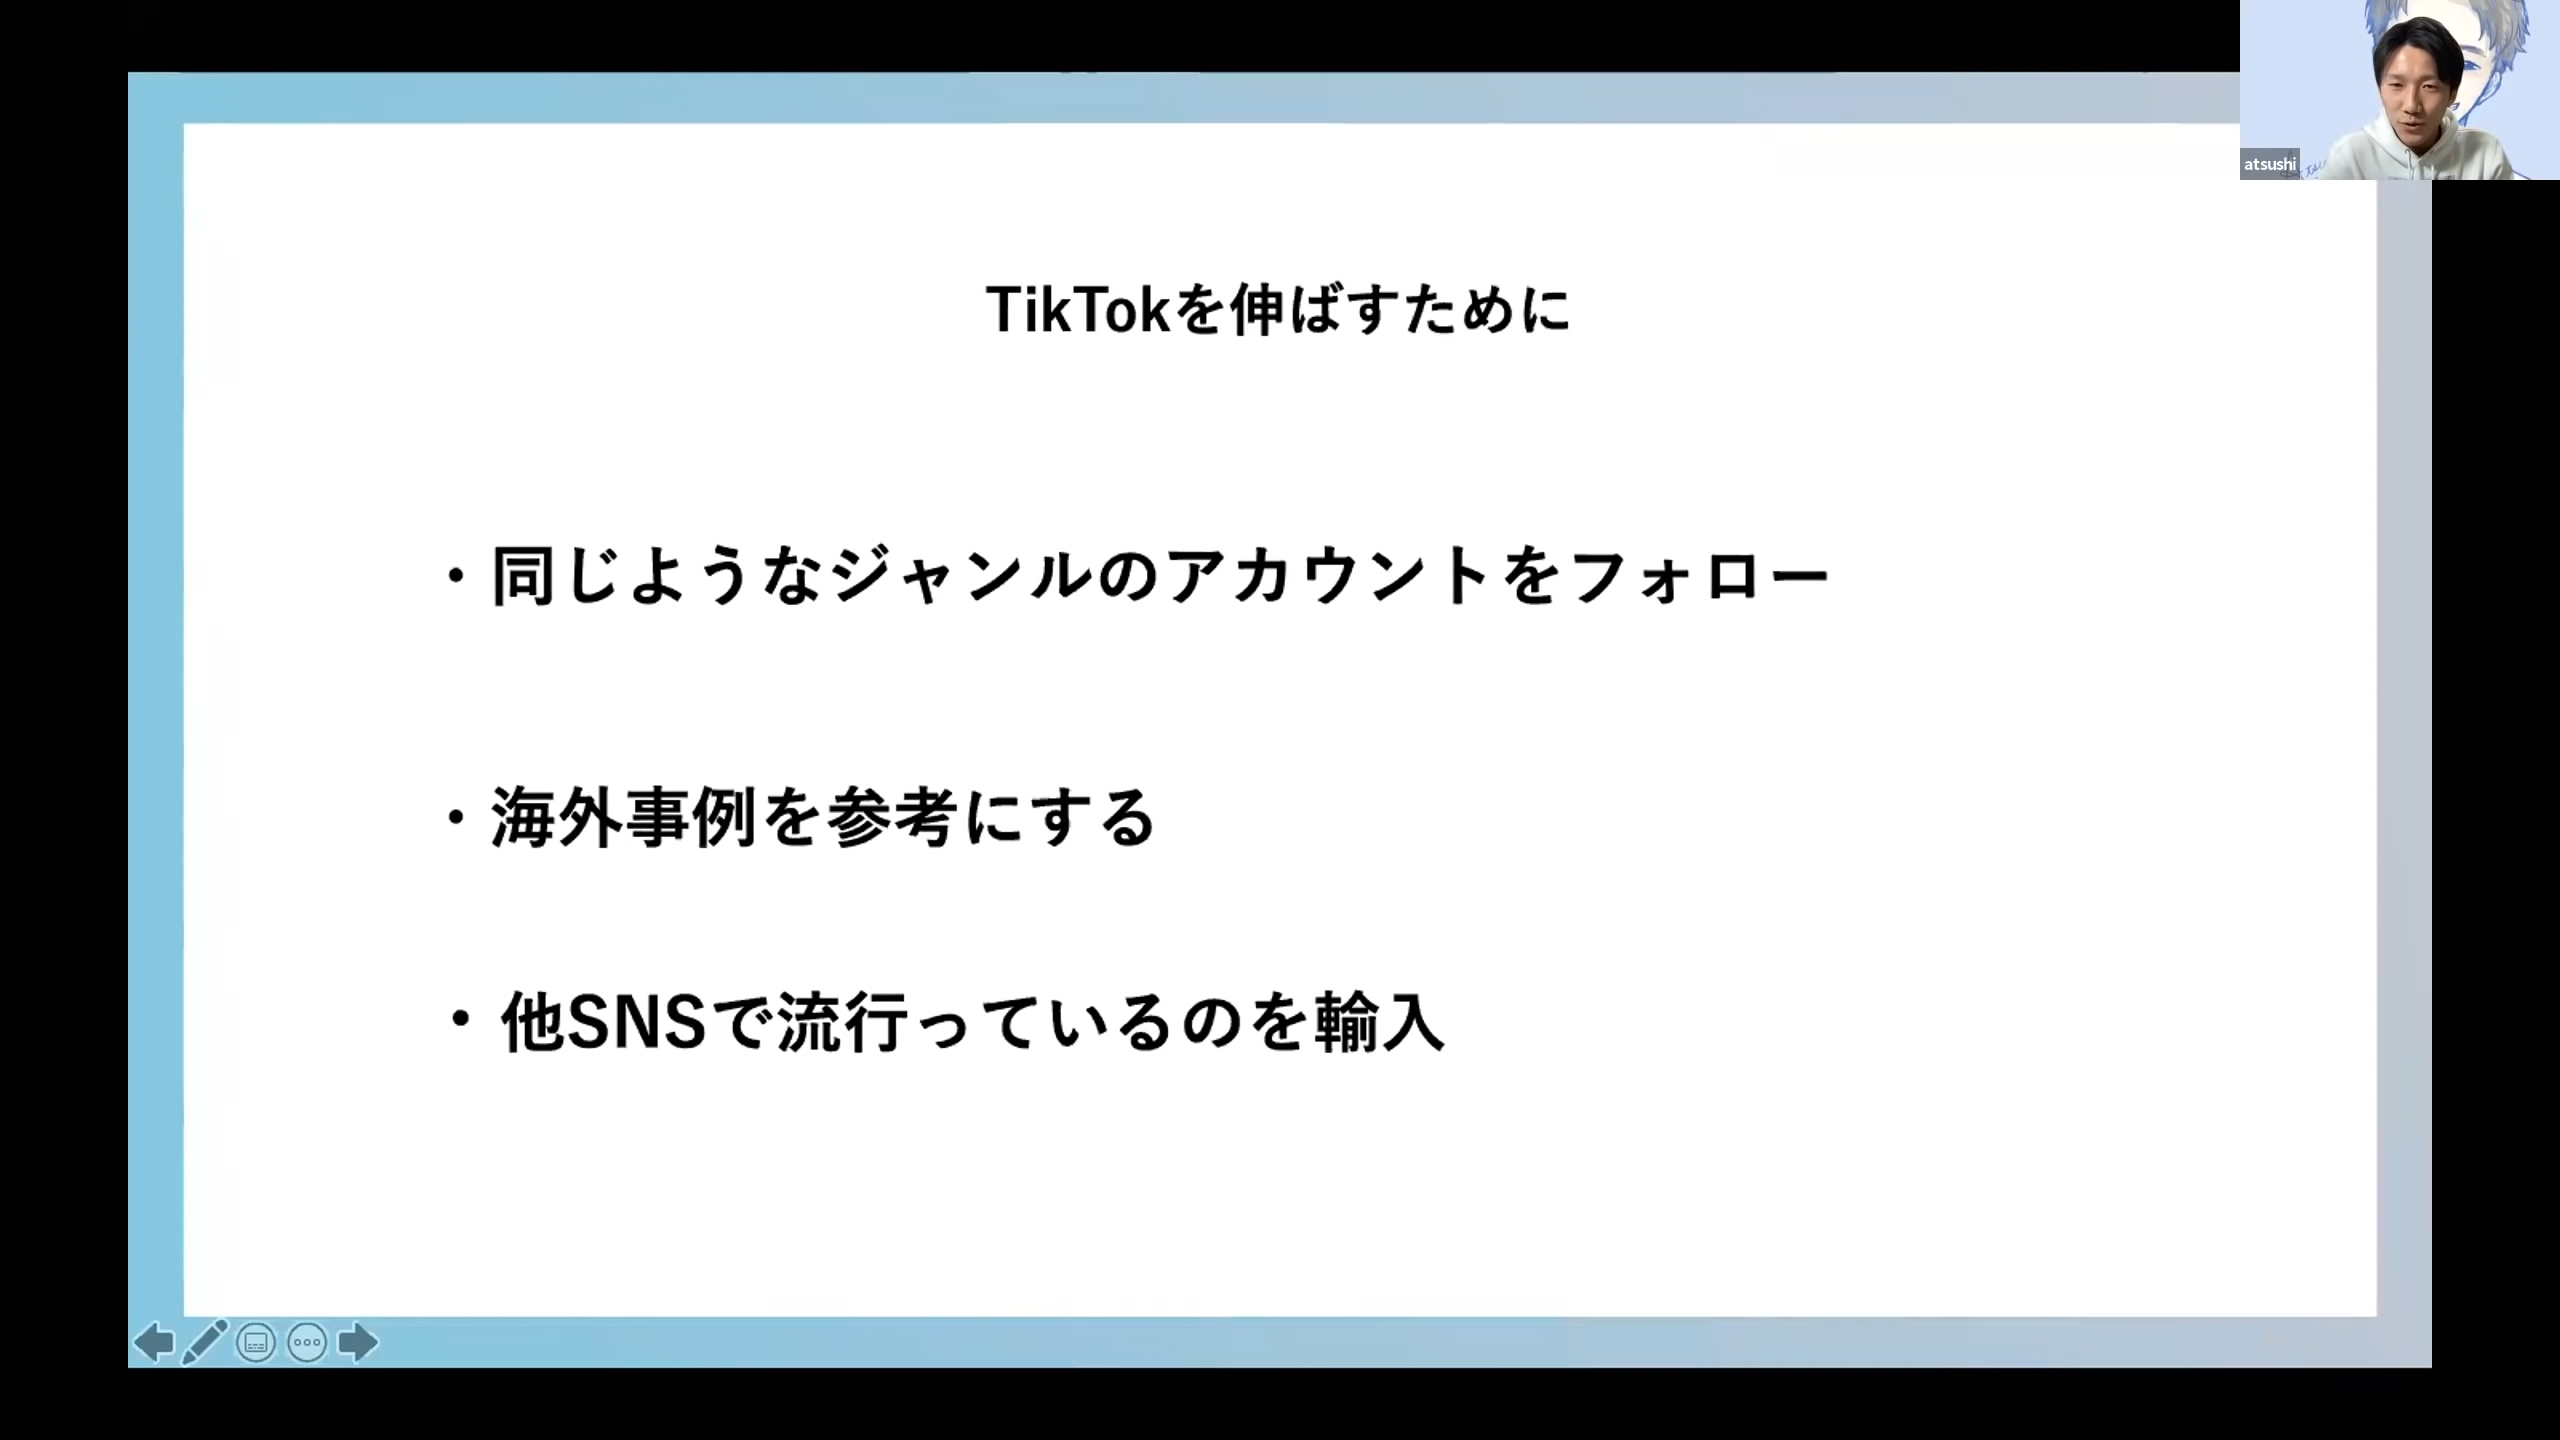 TikTokを伸ばすために
・同じようなジャンルのアカウントをフォロー
・海外事例を参考にする
・他SNSで流行っているのを輸入
atsushi